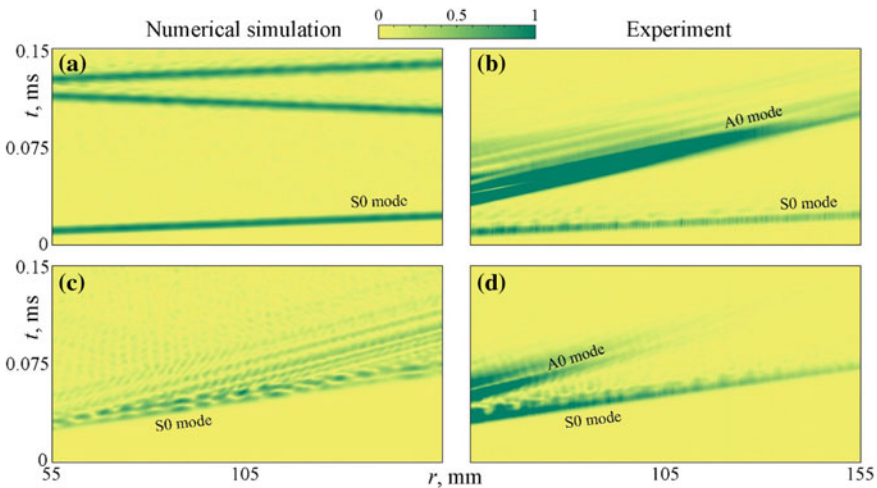 Numerical simulation
0 0.5 1
Experiment
0.15
(a)
(b)
t, ms
0.075
A0 mode
S0 mode
S0 mode
0
0.15
(c)
(d)
t, ms
0.075
A0 mode
S0 mode
S0 mode
0
55 105 r, mm 105 155